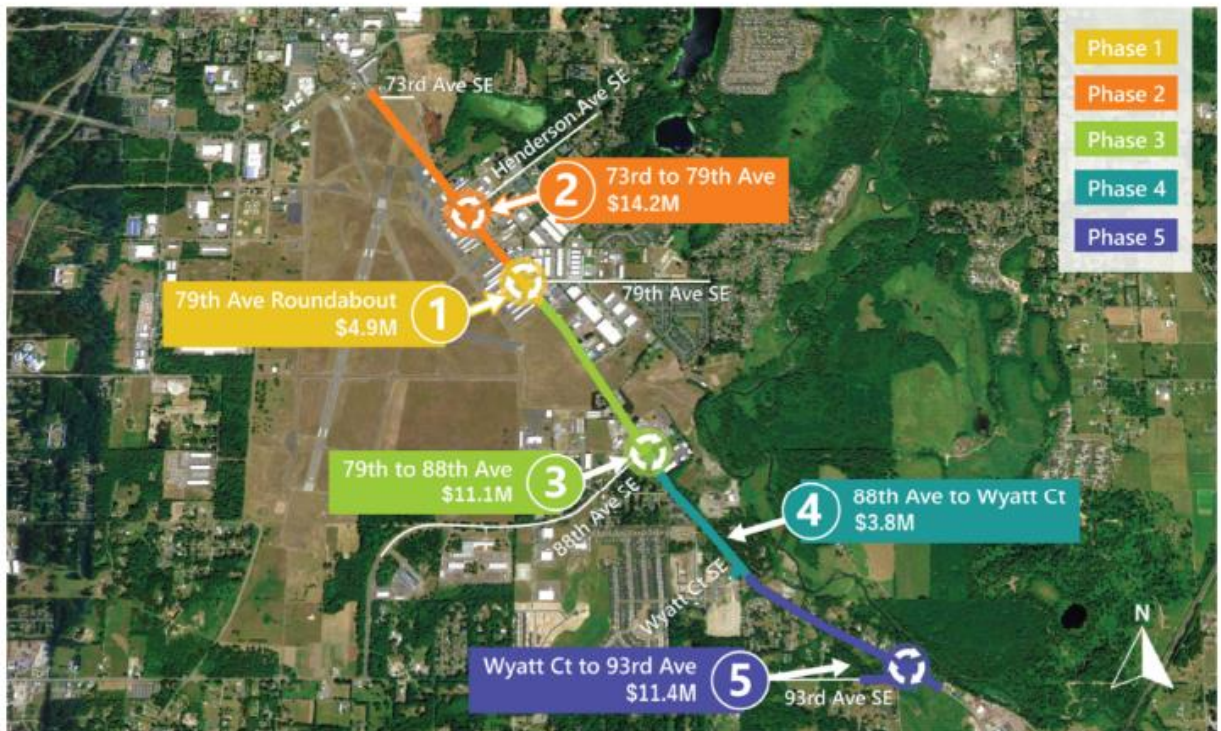 Phase 1
Phase 2
Phase 3
Phase 4
Phase 5
73rd Ave SE
Henderson Ave SE
2
73rd to 79th Ave
$14.2M
79th Ave SE
79th Ave Roundabout
$4.9M
1
79th to 88th Ave
$11.1M
3
88th Ave SE
4
88th Ave to Wyatt Ct
$3.8M
Wyatt Ct SE
Wyatt Ct to 93rd Ave
$11.4M
5
93rd Ave SE
N